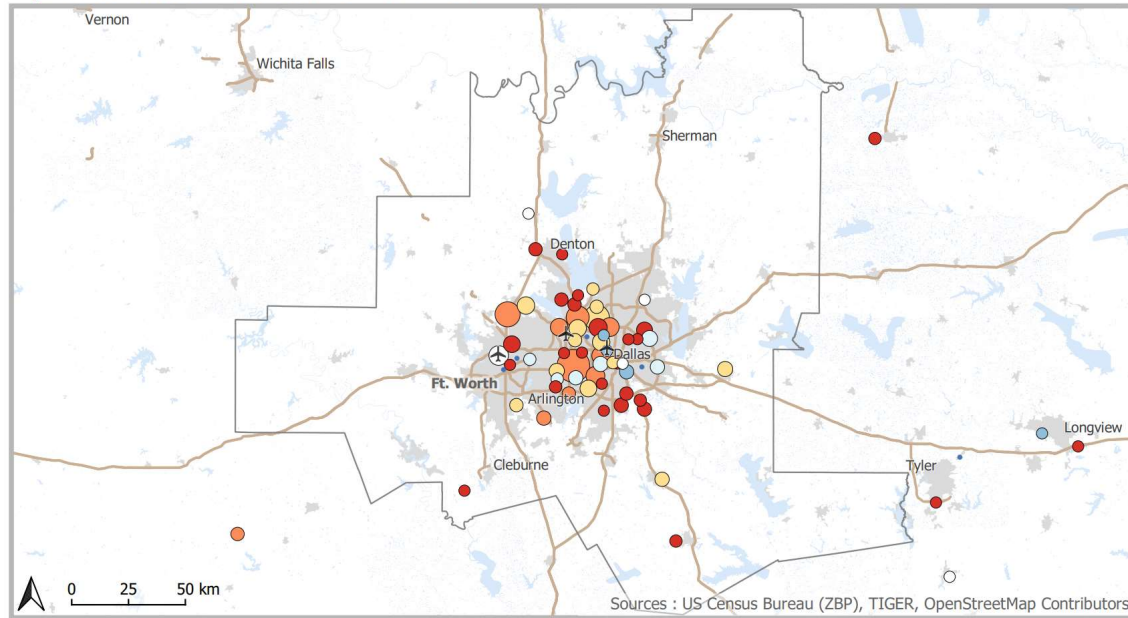 Vernon
Wichita Falls
Sherman
Denton
Dallas
Ft. Worth
Arlington
Longview
Cleburne
Tyler
0 25 50 km
Sources : US Census Bureau (ZBP), TIGER, OpenStreetMap Contributors